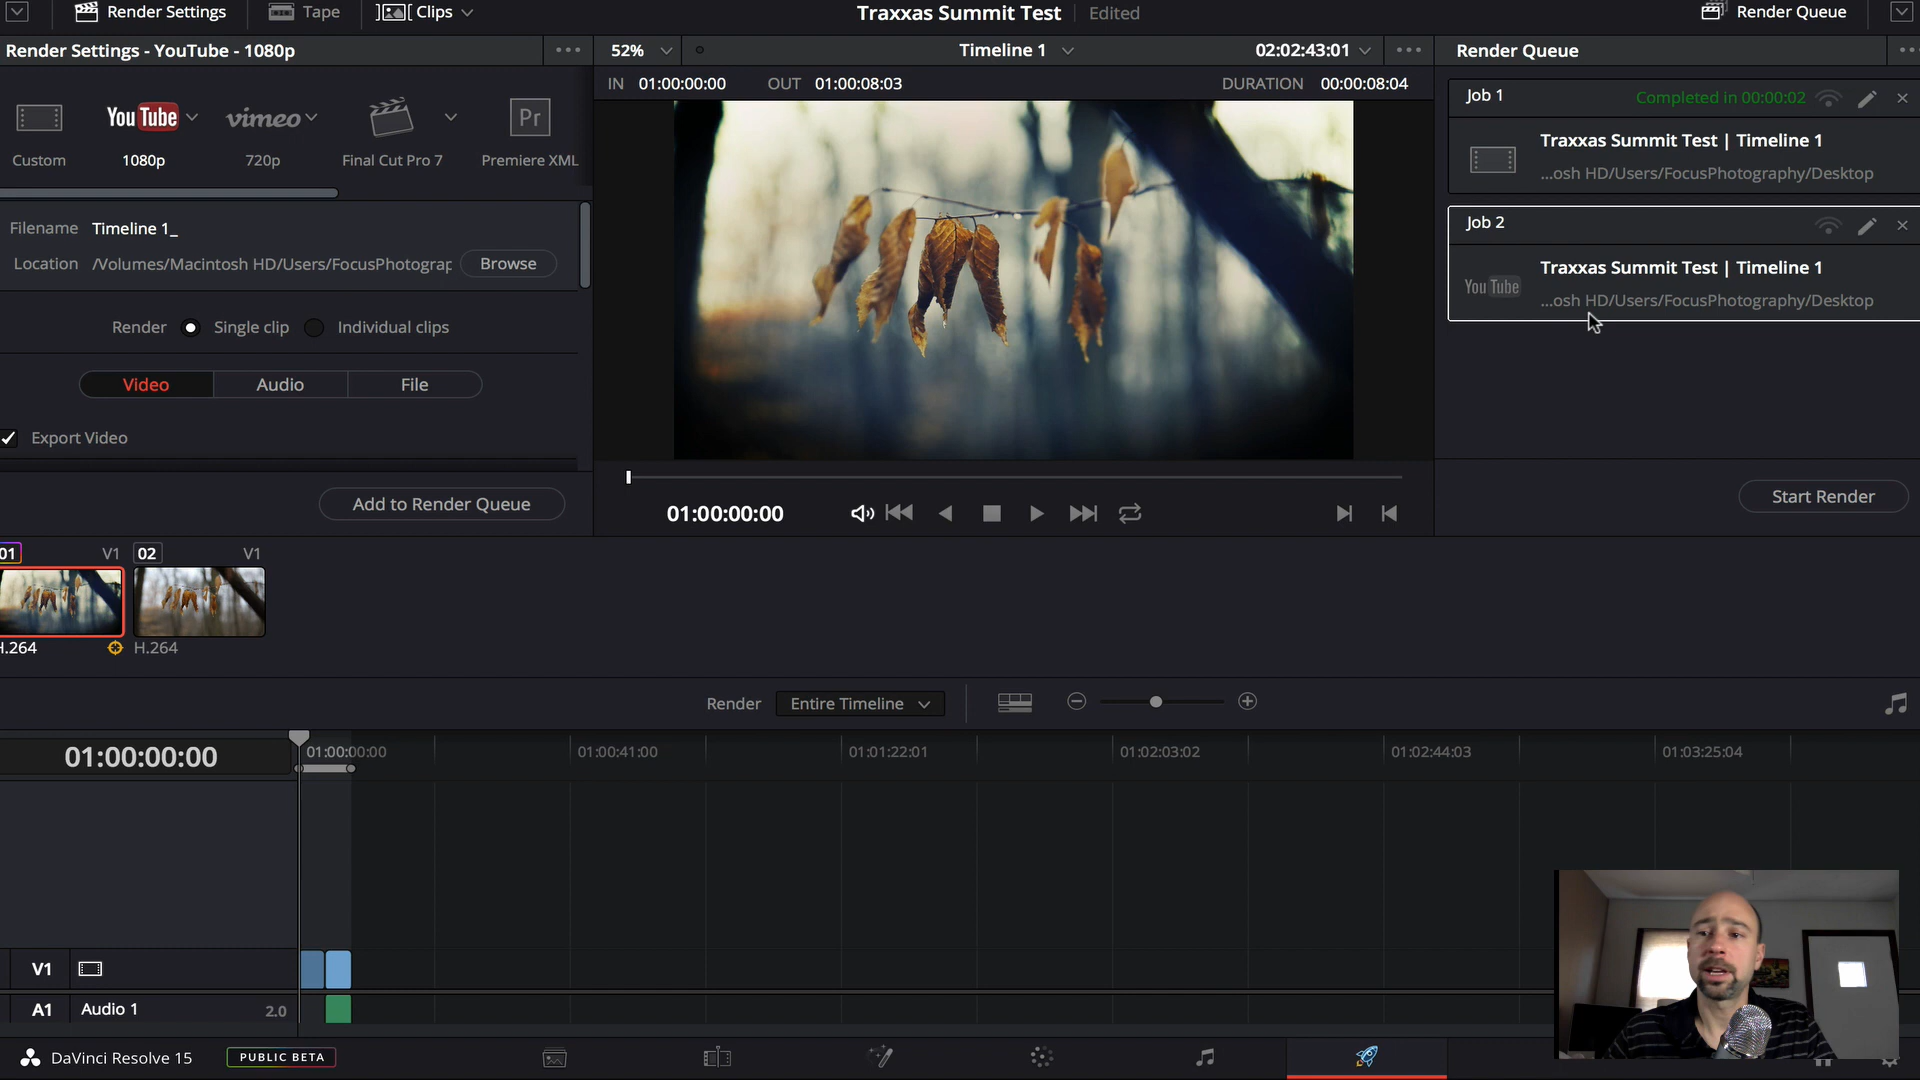 Render Settings
Tape
Clips
Traxxas Summit Test
Edited
Render Queue
Render Settings - YouTube - 1080p
52%
Timeline 1
02:02:43:01
Render Queue
IN 01:00:00:00
OUT 01:00:08:03
DURATION 00:00:08:04
YouTube
vimeo
Pr
Custom
1080p
720p
Final Cut Pro 7
Premiere XML
Job 1
Completed in 00:00:02
Traxxas Summit Test | Timeline 1
...osh HD/Users/FocusPhotography/Desktop
Filename Timeline 1_
Location /Volumes/Macintosh HD/Users/FocusPhotograp
Browse
Job 2
YouTube
Traxxas Summit Test | Timeline 1
...osh HD/Users/FocusPhotography/Desktop
Render Single clip Individual clips
Video Audio File
Export Video
Add to Render Queue
01:00:00:00
Start Render
01 V1
02 V1
H.264
H.264
Render Entire Timeline
01:00:00:00
01:00:00:00
01:00:41:00
01:01:22:01
01:02:03:02
01:02:44:03
01:03:25:04
V1
A1 Audio 1 2.0
DaVinci Resolve 15
PUBLIC BETA